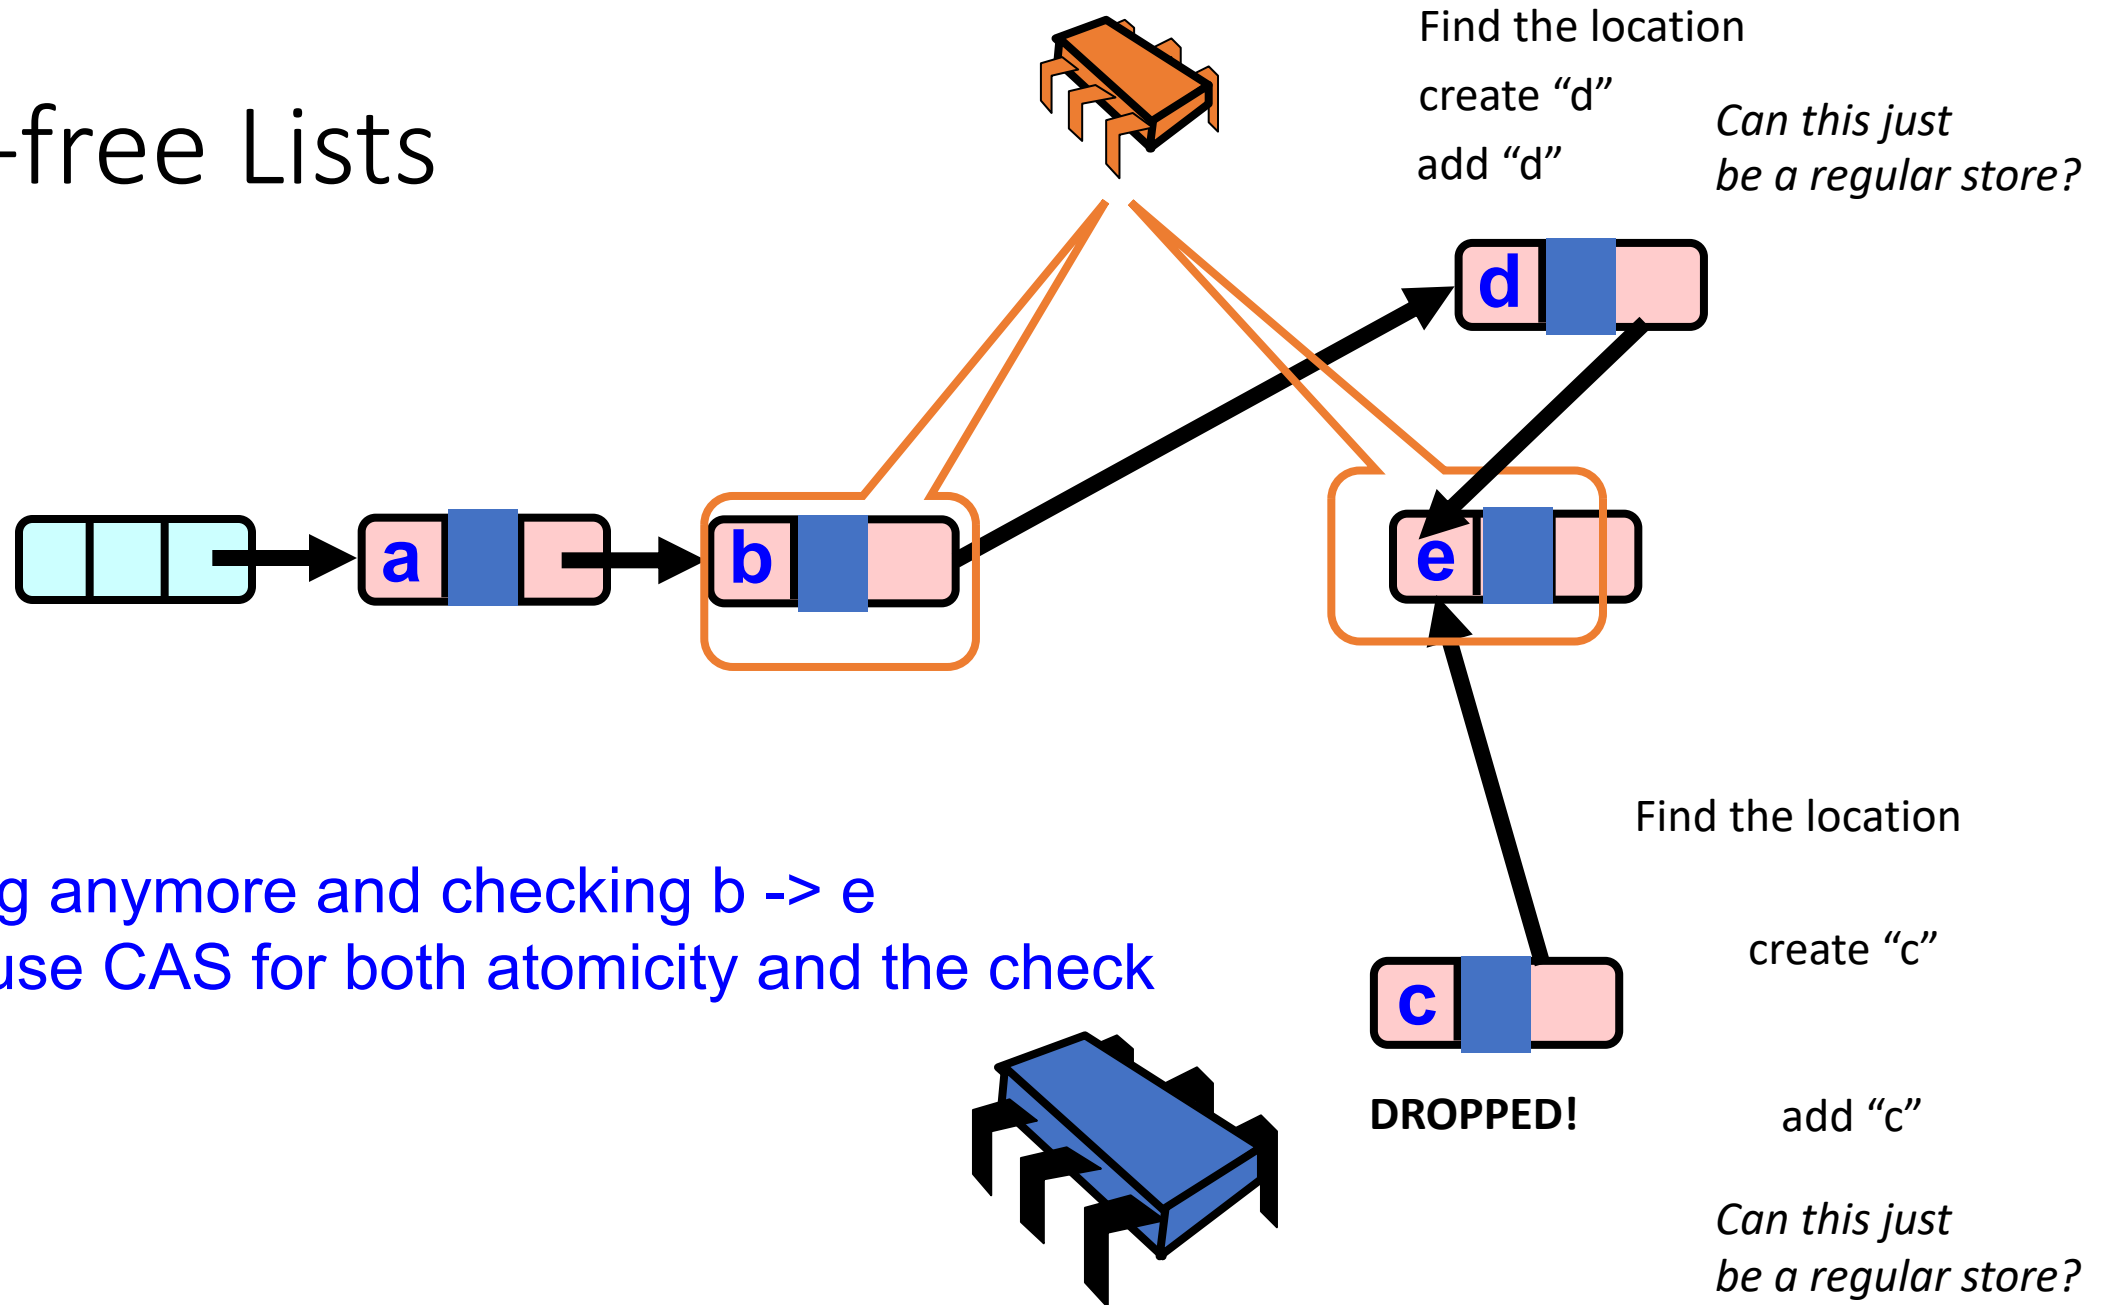 Find the location
create “d”
add “d”
Can this just
be a regular store?
-free Lists
d
a
b
e
Find the location
g anymore and checking b -> e
use CAS for both atomicity and the check
create “c”
c
DROPPED!
add “c”
Can this just
be a regular store?